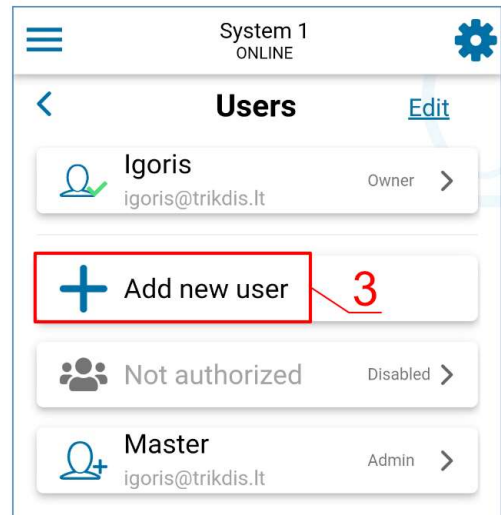 System 1
ONLINE
Users
Edit
Igoris
igoris@trikdis.lt
Owner
Add new user
3
Not authorized
Disabled
Master
igoris@trikdis.lt
Admin